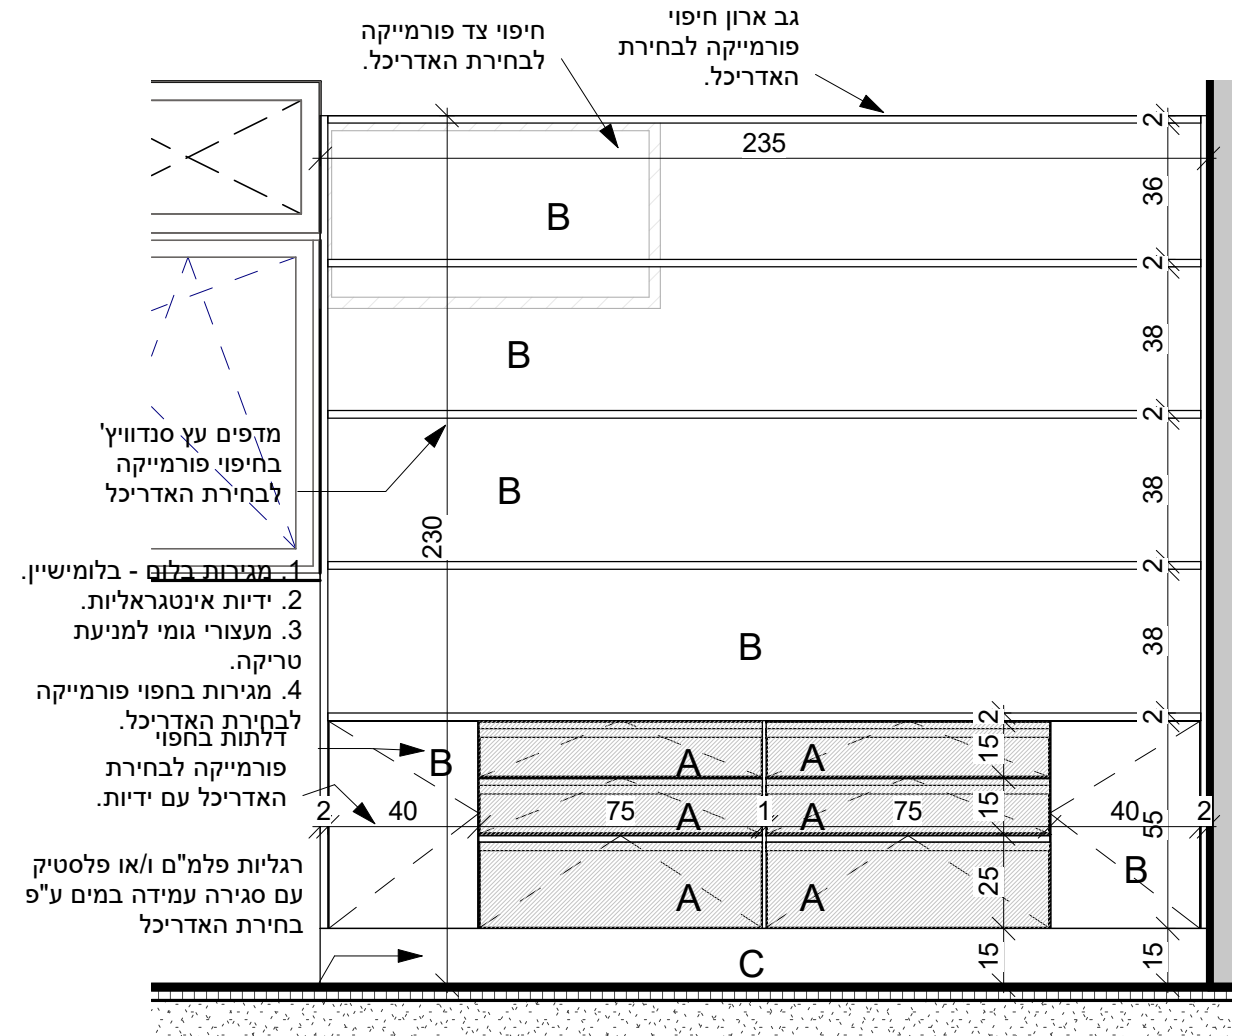 חיפוי צד פורמייקה
לבחירת האדריכל.
גב ארון חיפוי
פורמייקה לבחירת
האדריכל.
2
235
36
B
2
38
B
2
מדפים עץ סנדוויץ'
בחיפוי פורמייקה
לבחירת האדריכל
B
38
230
2
1. מגירות בלום - בלומישיין.
2. ידיות אינטגראליות.
3. מעצורי גומי למניעת
טריקה.
4. מגירות בחפוי פורמייקה
לבחירת האדריכל.
B
38
2
2
דלתות בחפוי
פורמייקה לבחירת
האדריכל עם ידיות.
B
A
A
15
2
40
75
A
1
A
75
15
40
55
2
רגליות פלמ"ם ו/או פלסטיק
עם סגירה עמידה במים ע"פ
בחירת האדריכל
A
A
25
B
C
15
15